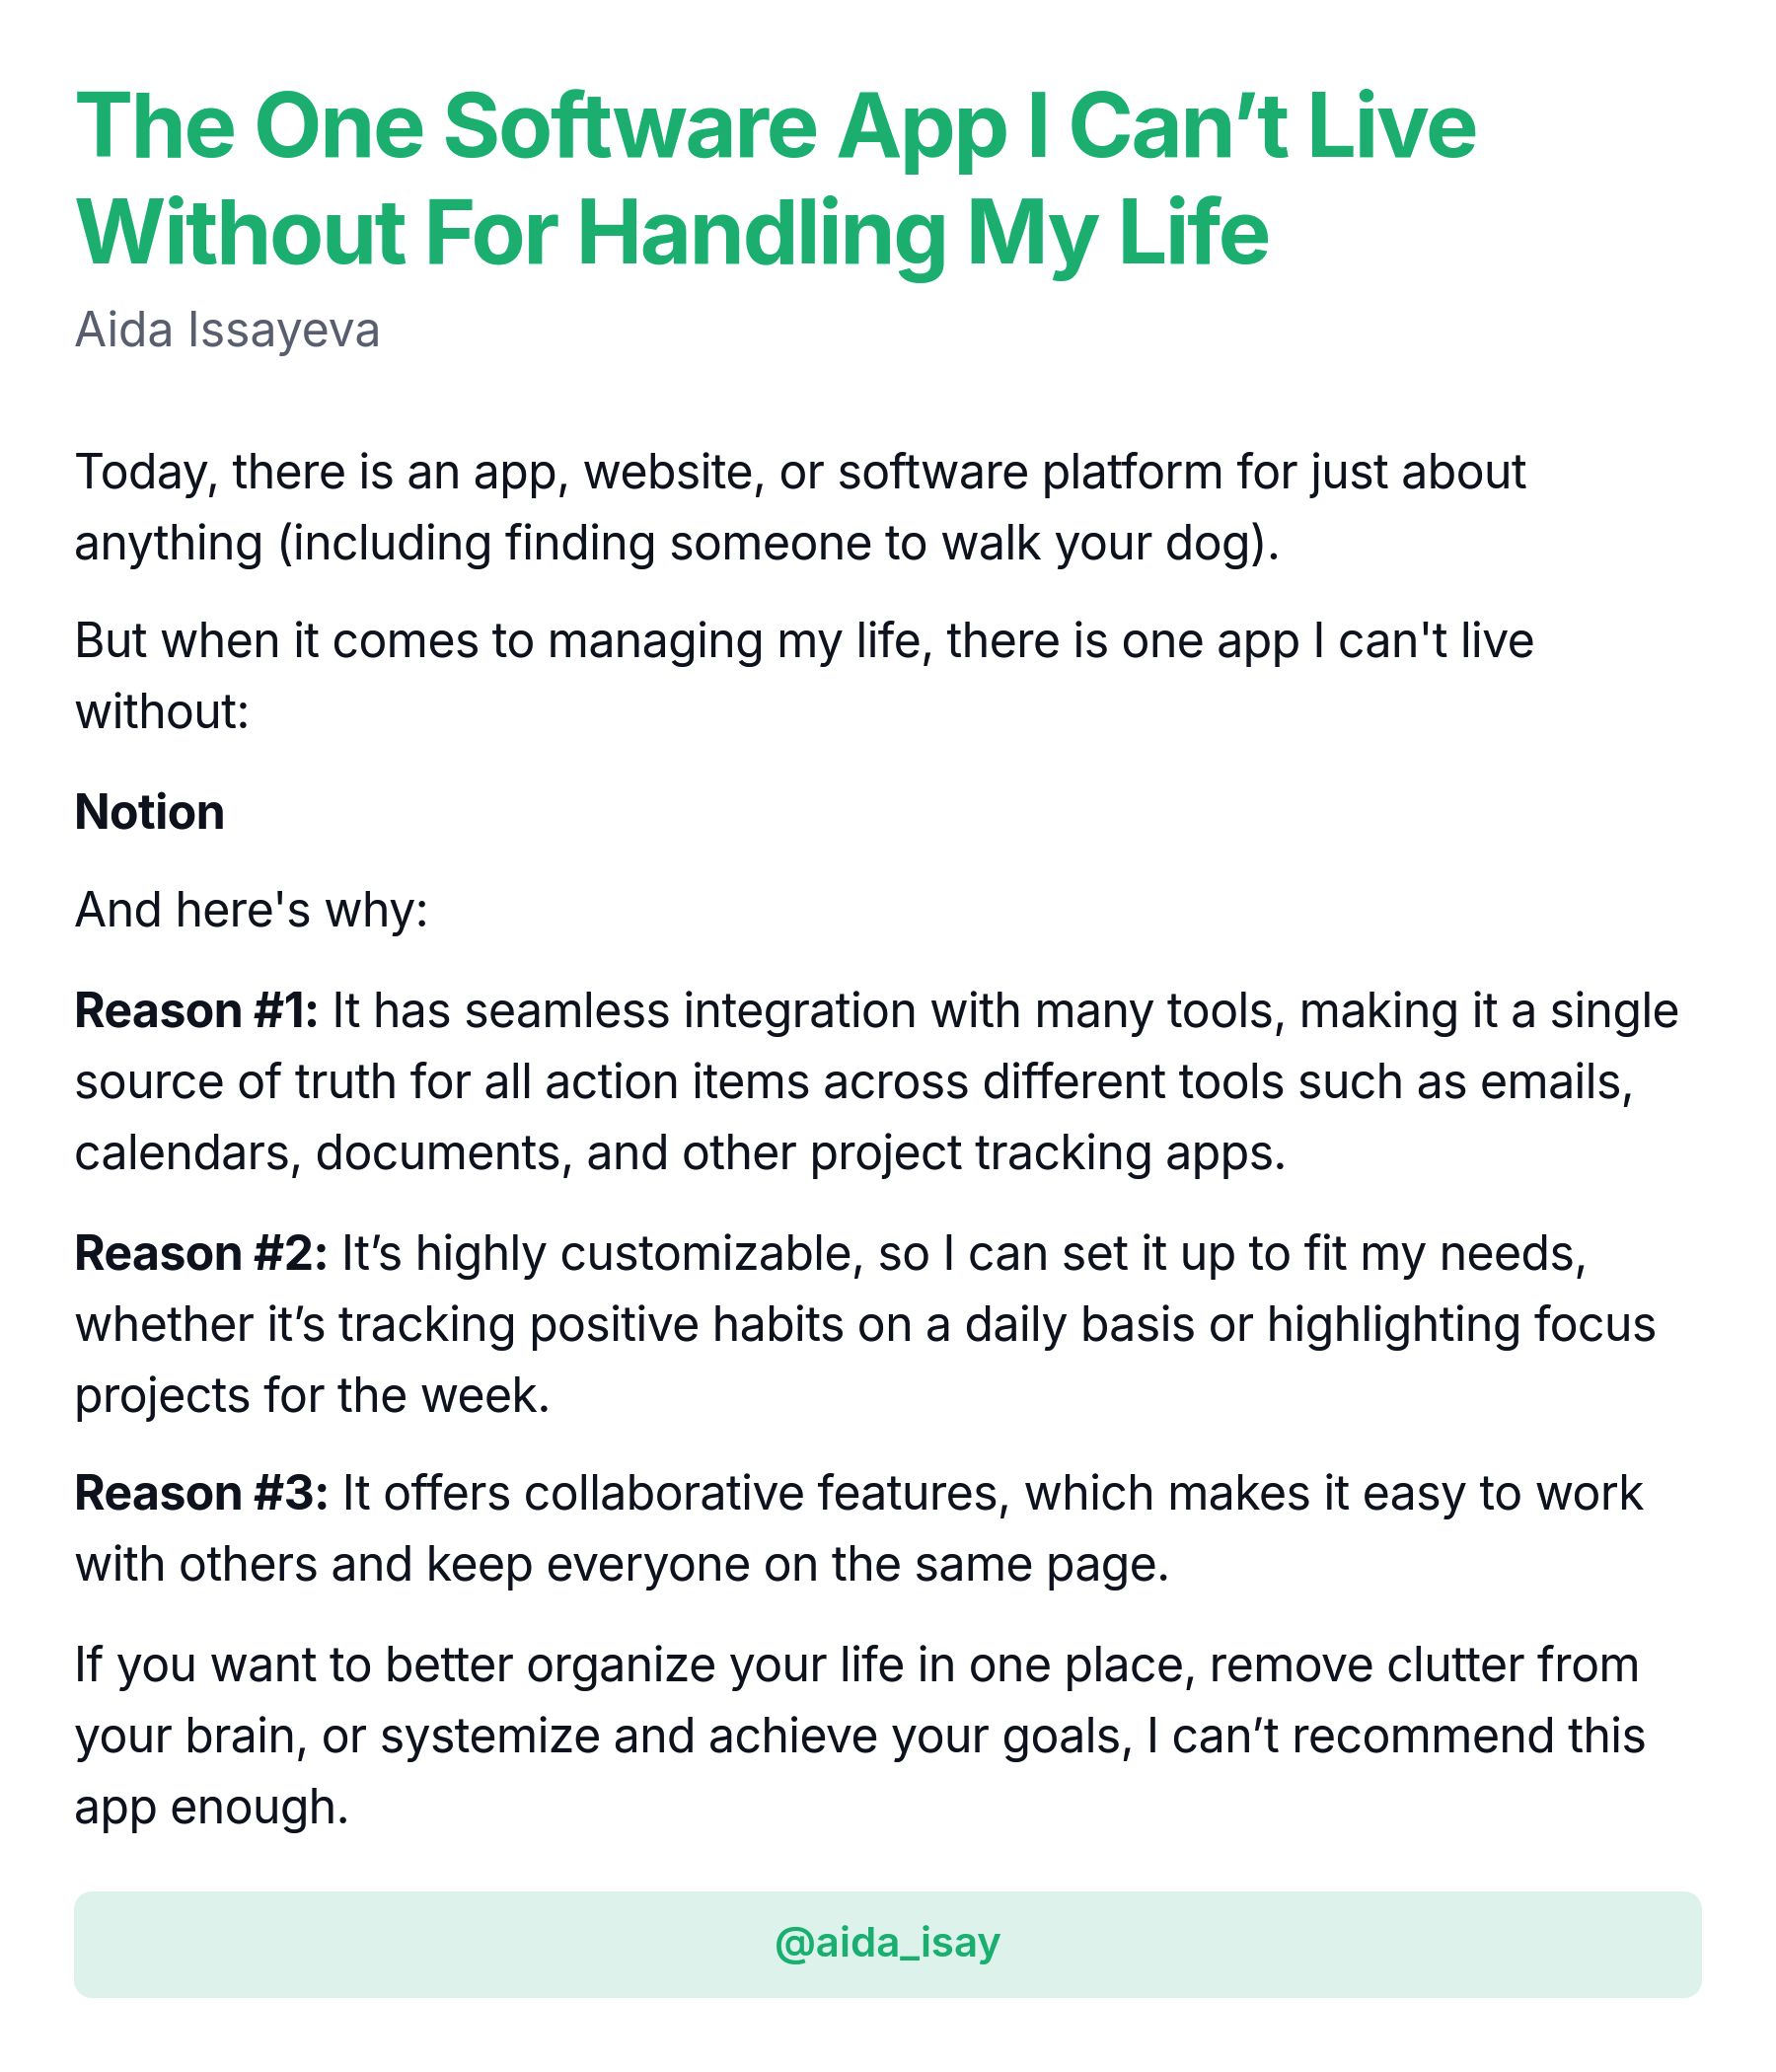 The One Software App I Can’t Live
Without For Handling My Life
Aida Issayeva
Today, there is an app, website, or software platform for just about
anything (including finding someone to walk your dog).
But when it comes to managing my life, there is one app I can't live
without:
Notion
And here's why:
Reason #1: It has seamless integration with many tools, making it a single
source of truth for all action items across different tools such as emails,
calendars, documents, and other project tracking apps.
Reason #2: It’s highly customizable, so I can set it up to fit my needs,
whether it’s tracking positive habits on a daily basis or highlighting focus
projects for the week.
Reason #3: It offers collaborative features, which makes it easy to work
with others and keep everyone on the same page.
If you want to better organize your life in one place, remove clutter from
your brain, or systemize and achieve your goals, I can’t recommend this
app enough.
@aida_isay